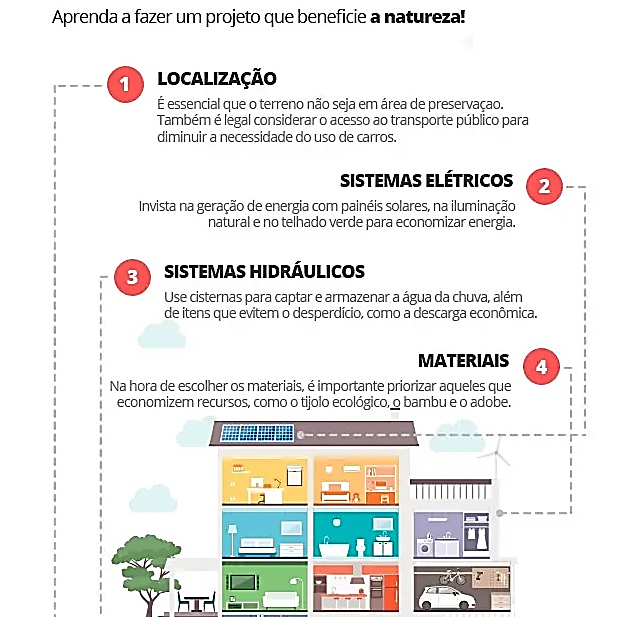 Aprenda a fazer um projeto que beneficie a natureza!
1 LOCALIZAÇÃO
É essencial que o terreno não seja em área de preservaçao.
Também é legal considerar o acesso ao transporte público para
diminuir a necessidade do uso de carros.
SISTEMAS ELÉTRICOS 2
Invista na geração de energia com painéis solares, na iluminação
natural e no telhado verde para economizar energia.
3 SISTEMAS HIDRÁULICOS
Use cisternas para captar e armazenar a água da chuva, além
de itens que evitem o desperdício, como a descarga econômica.
MATERIAIS 4
Na hora de escolher os materiais, é importante priorizar aqueles que
economizem recursos, como o tijolo ecológico, o bambu e o adobe.